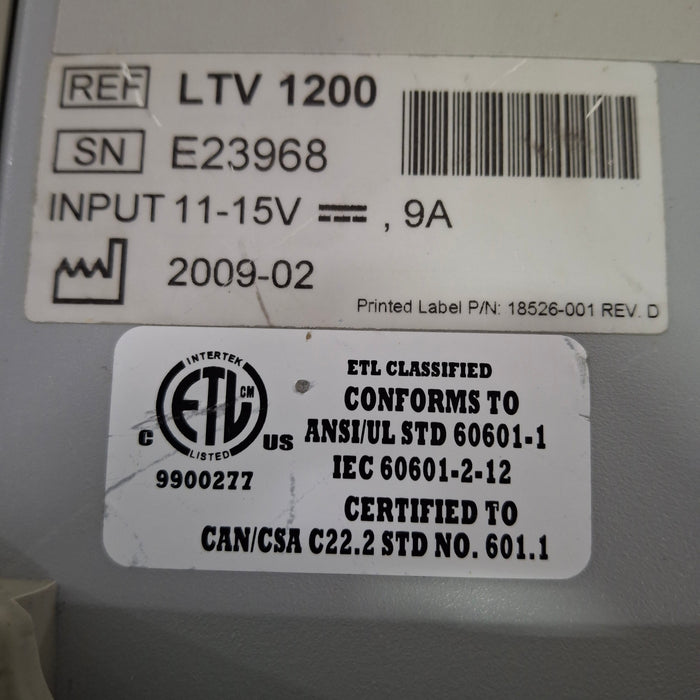 REF LTV 1200
SN E23968
INPUT 11-15V ⎓, 9A
2009-02
Printed Label P/N: 18526-001 REV. D
INTERTEK
ETL CM
C US
LISTED
9900277
ETL CLASSIFIED
CONFORMS TO
ANSI/UL STD 60601-1
IEC 60601-2-12
CERTIFIED TO
CAN/CSA C22.2 STD NO. 601.1